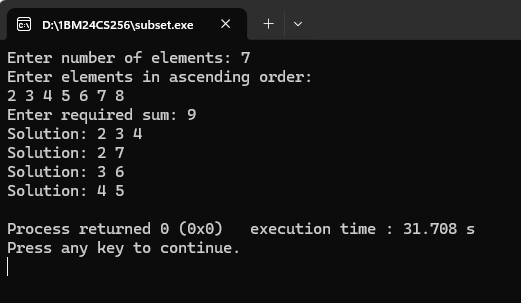 D:\1BM24CS256\subset.exe
Enter number of elements: 7
Enter elements in ascending order:
2 3 4 5 6 7 8
Enter required sum: 9
Solution: 2 3 4
Solution: 2 7
Solution: 3 6
Solution: 4 5
Process returned 0 (0x0)   execution time : 31.708 s
Press any key to continue.